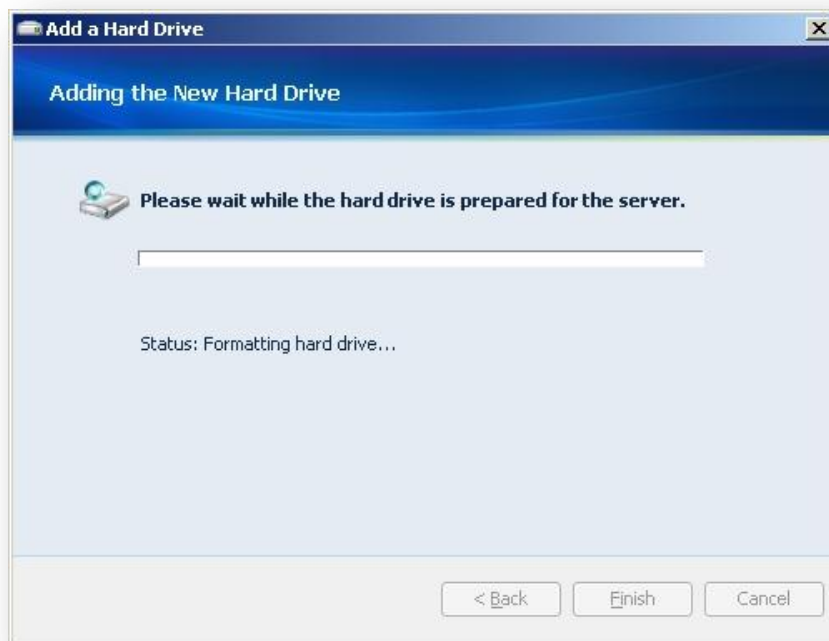 Add a Hard Drive
Adding the New Hard Drive
Please wait while the hard drive is prepared for the server.
Status: Formatting hard drive...
< Back
Finish
Cancel